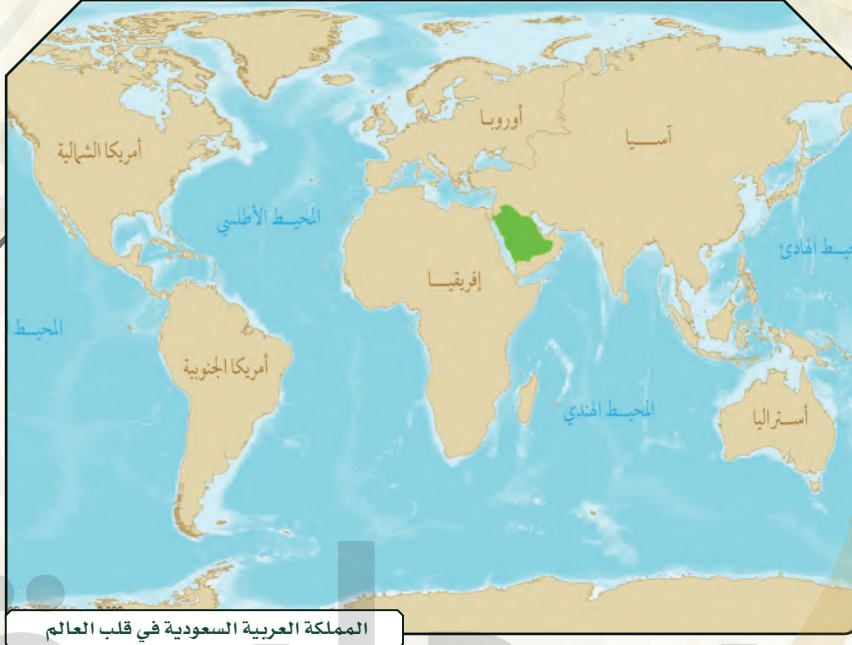 أوروبا
آسيا
أمريكا الشمالية
المحيط الأطلسي
المحيط الهادئ
إفريقيا
المحيط
أمريكا الجنوبية
المحيط الهندي
أستراليا
المملكة العربية السعودية في قلب العالم